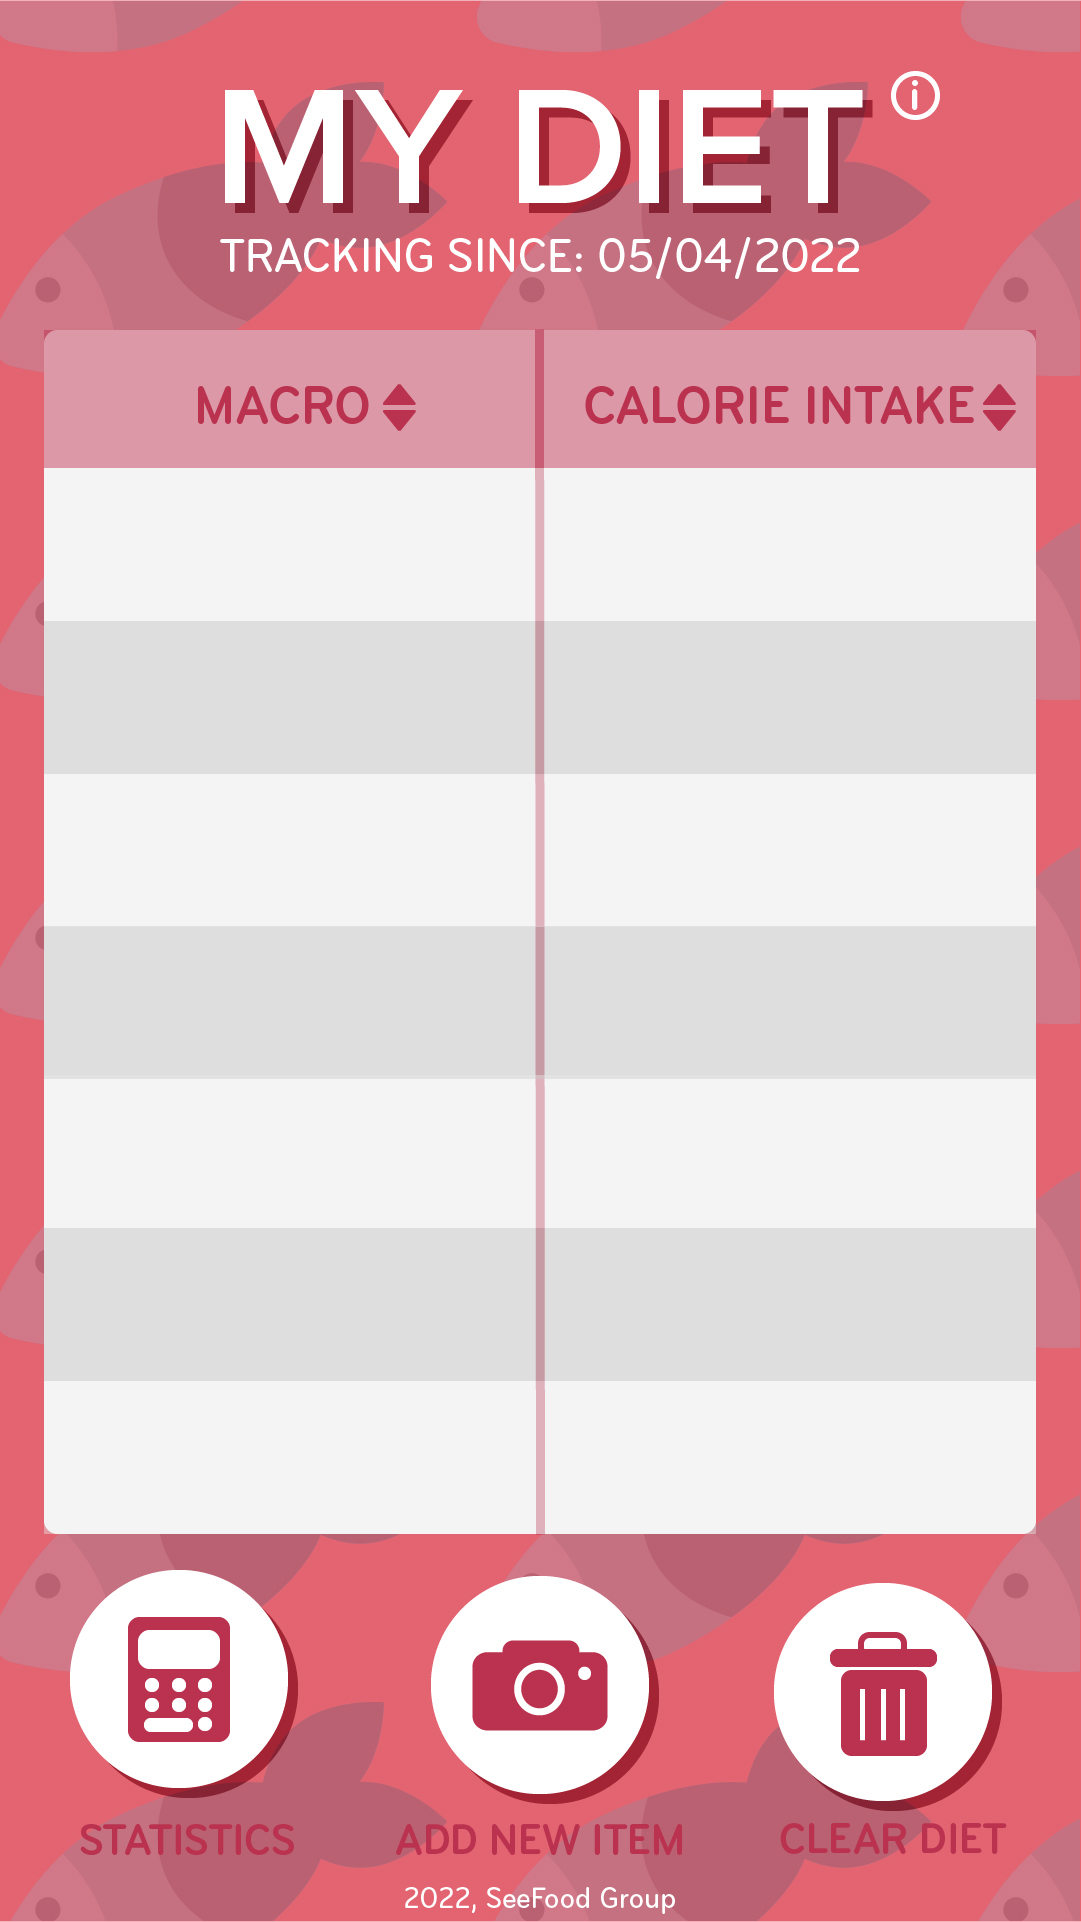 MY DIET
TRACKING SINCE: 05/04/2022
MACRO CALORIE INTAKE
STATISTICS ADD NEW ITEM CLEAR DIET
2022, SeeFood Group